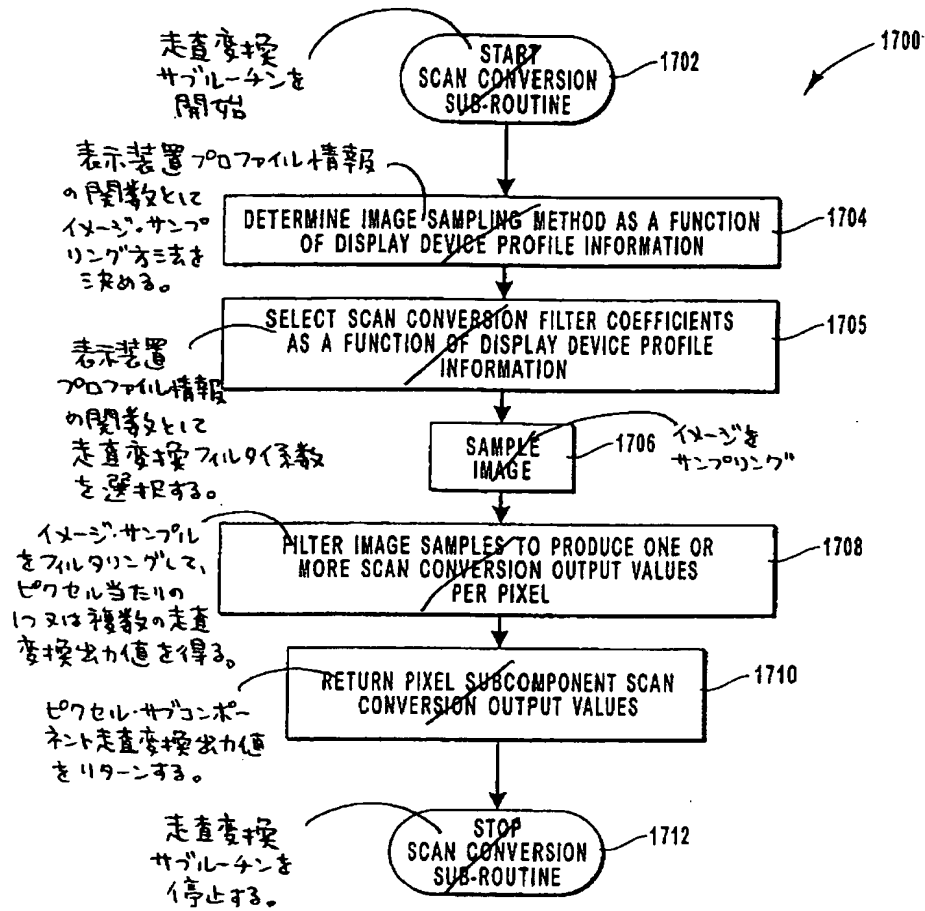 1700
走査変換
サブルーチンを
開始
START
SCAN CONVERSION
SUB-ROUTINE
1702
表示装置プロファイル情報
の関数として
イメージ・サンプ
リング方法を
決める。
DETERMINE IMAGE SAMPLING METHOD AS A FUNCTION
OF DISPLAY DEVICE PROFILE INFORMATION
1704
表示装置
プロファイル情報
の関数として
走査変換フィルタ係数
を選択する。
SELECT SCAN CONVERSION FILTER COEFFICIENTS
AS A FUNCTION OF DISPLAY DEVICE PROFILE
INFORMATION
1705
SAMPLE
IMAGE
1706
イメージを
サンプリング
イメージ・サンプル
をフィルタリングして、
ピクセル当たりの
1つ又は複数の走査
変換出力値を得る。
FILTER IMAGE SAMPLES TO PRODUCE ONE OR
MORE SCAN CONVERSION OUTPUT VALUES
PER PIXEL
1708
ピクセル・サブコンポー
ネント走査変換出力値
をリターンする。
RETURN PIXEL SUBCOMPONENT SCAN
CONVERSION OUTPUT VALUES
1710
走査変換
サブルーチンを
停止する。
STOP
SCAN CONVERSION
SUB-ROUTINE
1712